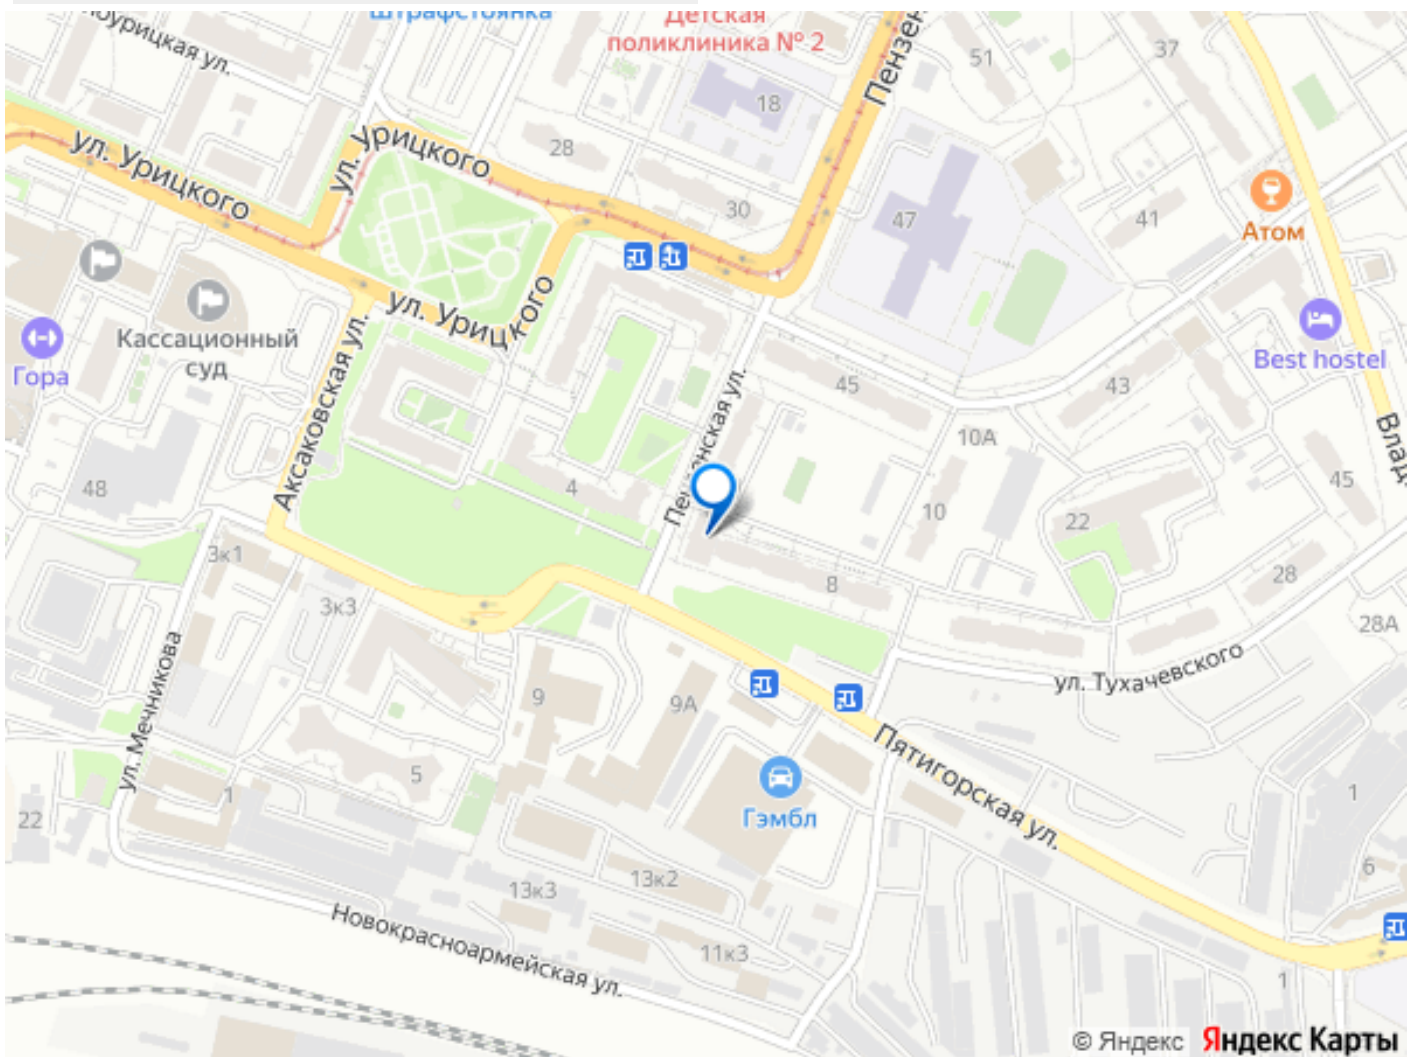 Штрафстоянка
Детская
поликлиника № 2
18
51
37
Пензен
ул. Урицкого
ул. Урицкого
28
30
47
41
Атом
Кассационный
суд
Гора
ул. Урицкого
Best hostel
Аксаковская ул.
45
43
10А
Влад
48
4
10
22
45
3к1
8
28
3к3
28А
ул. Мечникова
ул. Тухачевского
9
9А
Пятигорская ул.
5
1
22
Гэмбл
1
6
13к3
13к2
Новокрасноармейская ул.
11к3
1
© Яндекс Яндекс Карты